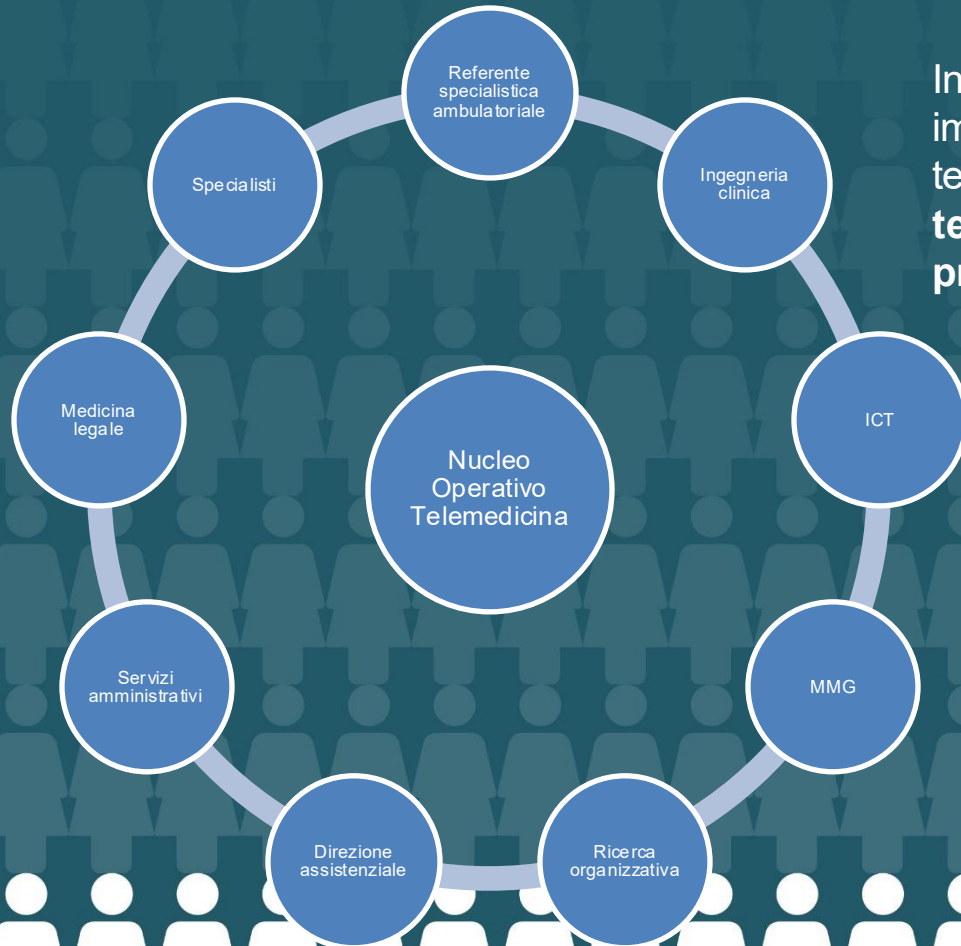 Referente
specialistica
ambulatoriale
Ingegneria
clinica
ICT
MMG
Ricerca
organizzativa
Direzione
assistenziale
Servizi
amministrativi
Medicina
legale
Specialisti
Nucleo
Operativo
Telemedicina